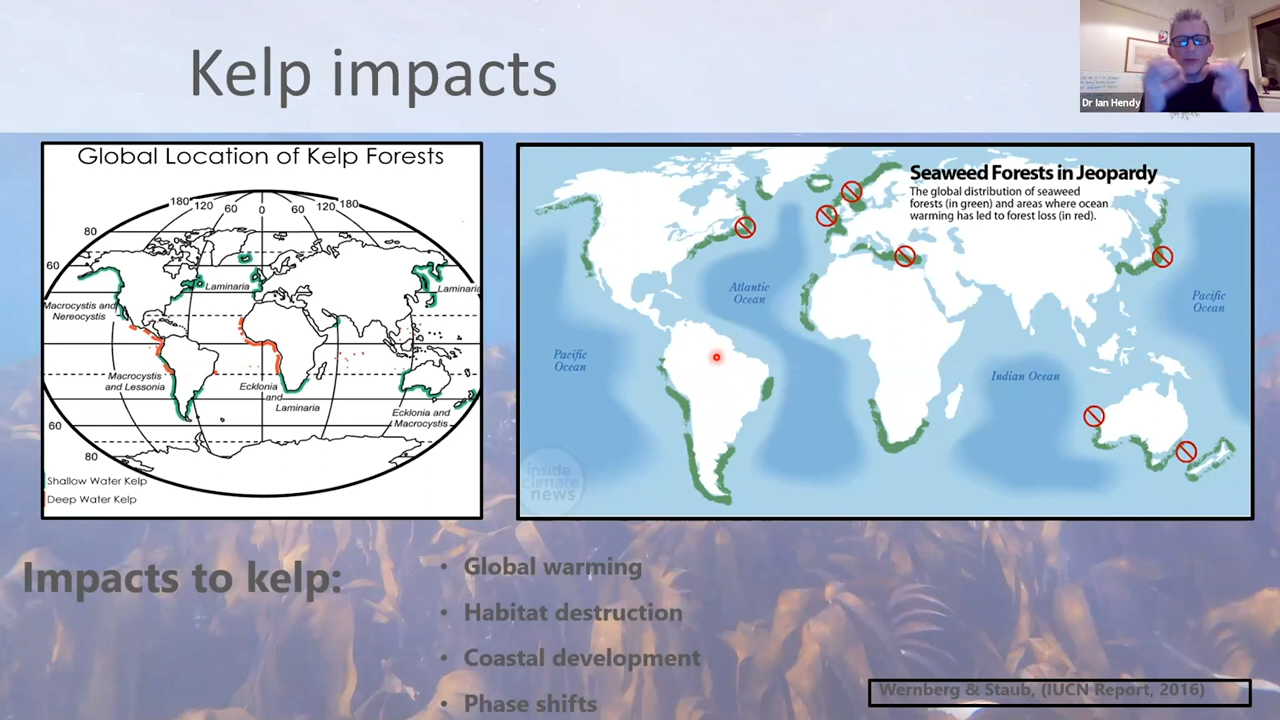 Kelp impacts
Dr Ian Hendy
Global Location of Kelp Forests
180 120 60 0 60 120 180
80
60
Laminaria
Laminaria
Macrocystis and
Nereocystis
Macrocystis
and Lessonia
Ecklonia
and
Laminaria
Ecklonia and
Macrocystis
60
80
Shallow Water Kelp
Deep Water Kelp
Seaweed Forests in Jeopardy
The global distribution of seaweed
forests (in green) and areas where ocean
warming has led to forest loss (in red).
Atlantic
Ocean
Pacific
Ocean
Pacific
Ocean
Indian Ocean
inside
climate
news
Impacts to kelp:
• Global warming
• Habitat destruction
• Coastal development
• Phase shifts
Wernberg & Staub, (IUCN Report, 2016)